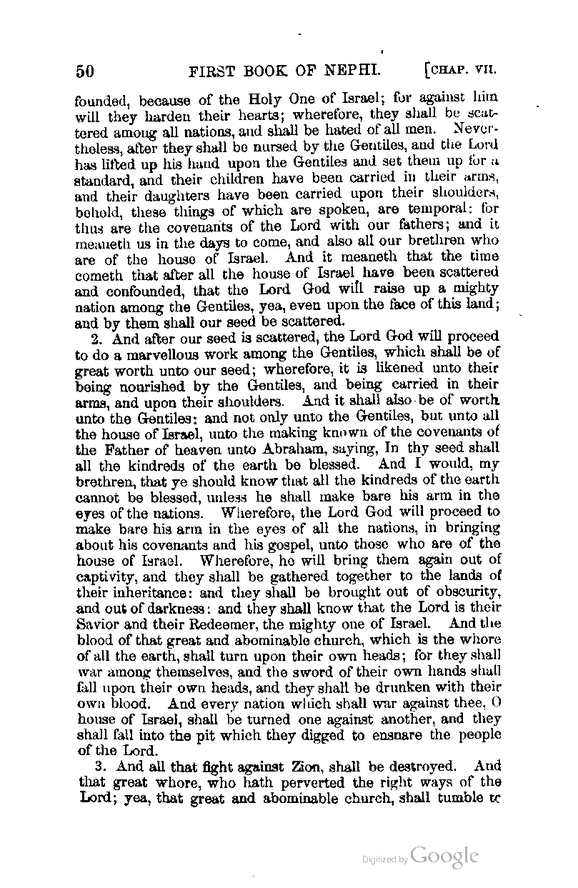 50 FIRST BOOK OF NEPHI. [CHAP. VII.
founded, because of the Holy One of Israel; for against him
will they harden their hearts; wherefore, they shall be scat-
tered among all nations, and shall be hated of all men. Never-
theless, after they shall be nursed by the Gentiles, and the Lord
has lifted up his hand upon the Gentiles and set them up for a
standard, and their children have been carried in their arms,
and their daughters have been carried upon their shoulders,
behold, these things of which are spoken, are temporal: for
thus are the covenants of the Lord with our fathers; and it
meaneth us in the days to come, and also all our brethren who
are of the house of Israel. And it meaneth that the time
cometh that after all the house of Israel have been scattered
and confounded, that the Lord God will raise up a mighty
nation among the Gentiles, yea, even upon the face of this land;
and by them shall our seed be scattered.
2. And after our seed is scattered, the Lord God will proceed
to do a marvellous work among the Gentiles, which shall be of
great worth unto our seed; wherefore, it is likened unto their
being nourished by the Gentiles, and being carried in their
arms, and upon their shoulders. And it shall also be of worth
unto the Gentiles: and not only unto the Gentiles, but unto all
the house of Israel, unto the making known of the covenants of
the Father of heaven unto Abraham, saying, In thy seed shall
all the kindreds of the earth be blessed. And I would, my
brethren, that ye should know that all the kindreds of the earth
cannot be blessed, unless he shall make bare his arm in the
eyes of the nations. Wherefore, the Lord God will proceed to
make bare his arm in the eyes of all the nations, in bringing
about his covenants and his gospel, unto those who are of the
house of Israel. Wherefore, he will bring them again out of
captivity, and they shall be gathered together to the lands of
their inheritance: and they shall be brought out of obscurity,
and out of darkness: and they shall know that the Lord is their
Savior and their Redeemer, the mighty one of Israel. And the
blood of that great and abominable church, which is the whore
of all the earth, shall turn upon their own heads; for they shall
war among themselves, and the sword of their own hands shall
fall upon their own heads, and they shall be drunken with their
own blood. And every nation which shall war against thee, O
house of Israel, shall be turned one against another, and they
shall fall into the pit which they digged to ensnare the people
of the Lord.
3. And all that fight against Zion, shall be destroyed. And
that great whore, who hath perverted the right ways of the
Lord; yea, that great and abominable church, shall tumble to
Digitized by Google